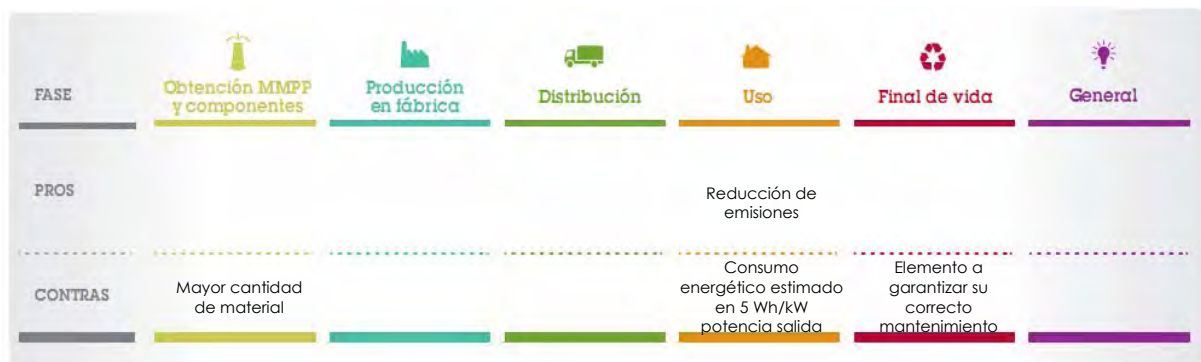 FASE
Obtención MMPP
y componentes
Producción
en fábrica
Distribución
Uso
Final de vida
General
PROS
Reducción de
emisiones
CONTRAS
Mayor cantidad
de material
Consumo
energético estimado
en 5 Wh/kW
potencia salida
Elemento a
garantizar su
correcto
mantenimiento